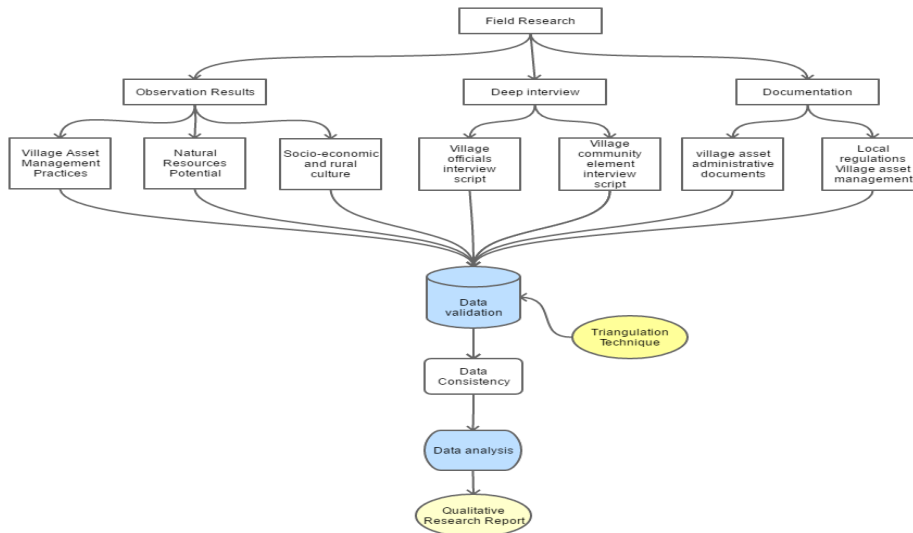 Field Research
Observation Results
Deep interview
Documentation
Village Asset
Management
Practices
Natural
Resources
Potential
Socio-economic
and rural
culture
Village
officials
interview
script
Village
community
element
interview
script
village asset
administrative
documents
Local
regulations
Village asset
management
Data
validation
Triangulation
Technique
Data
Consistency
Data analysis
Qualitative
Research Report